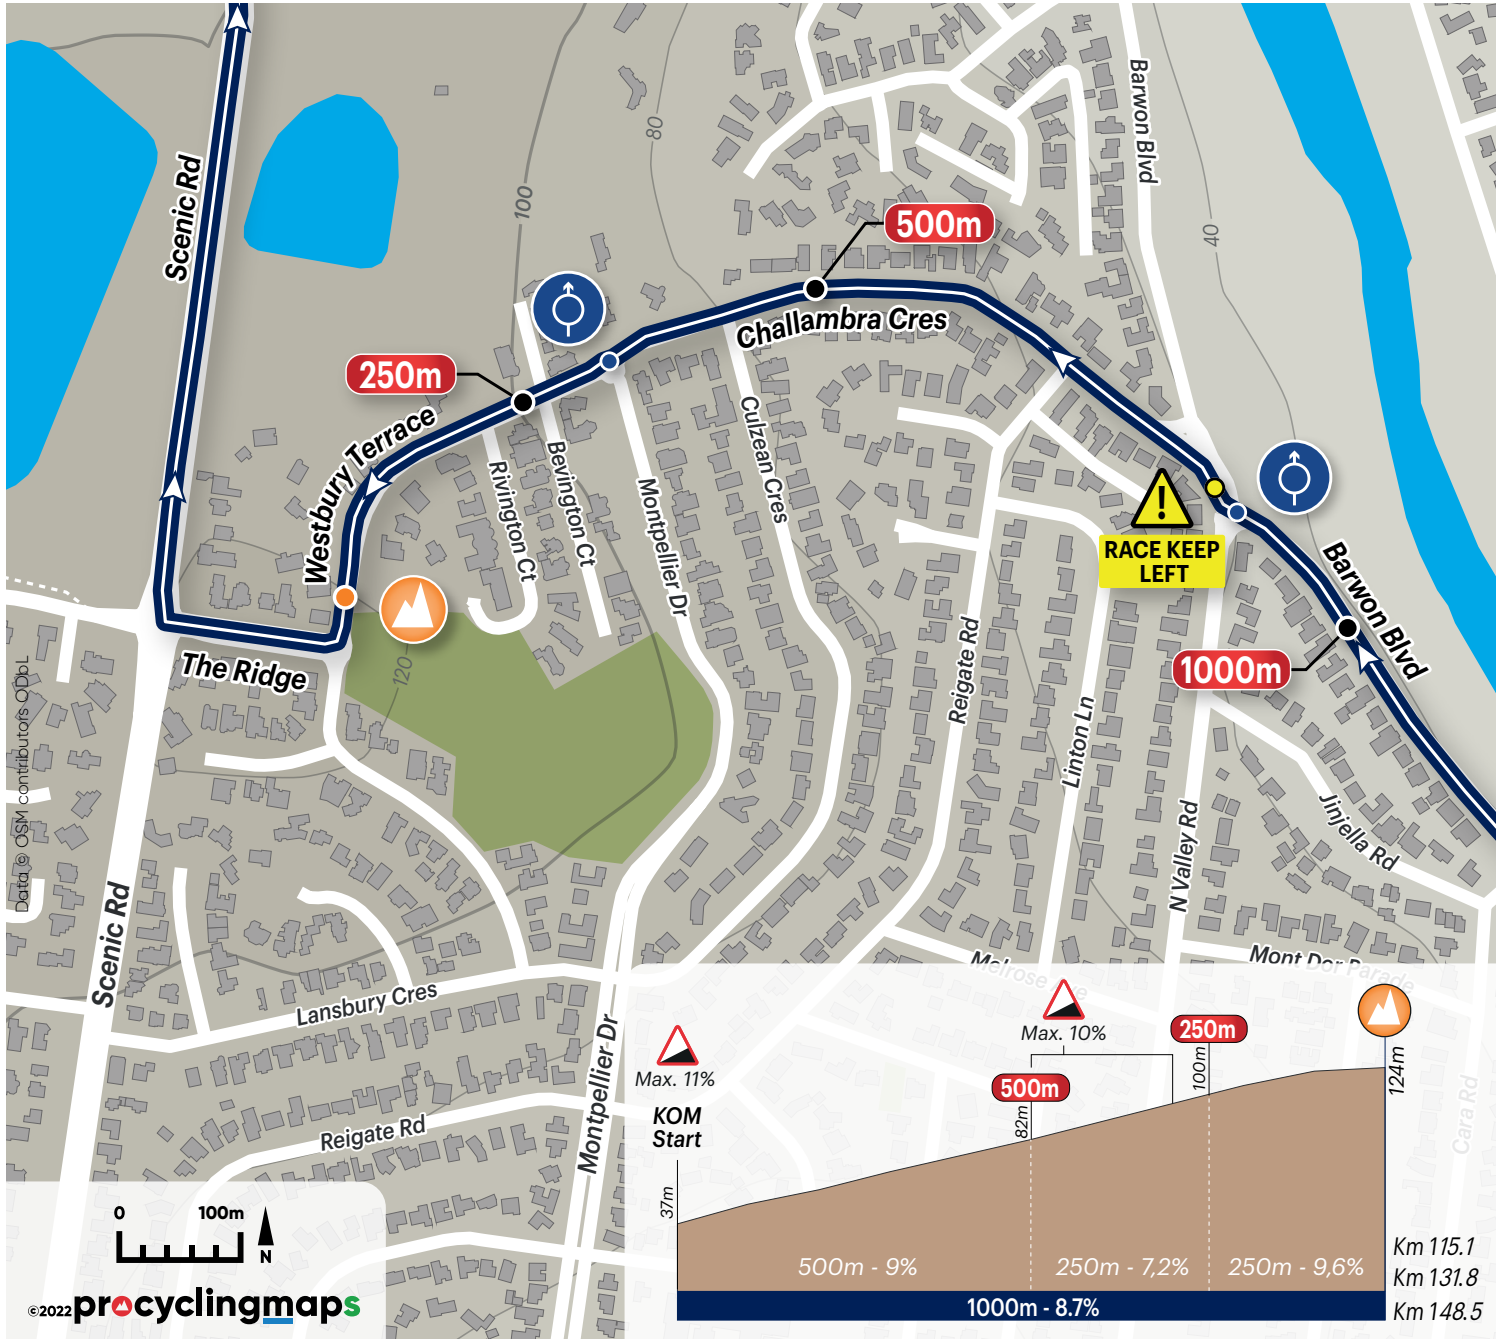 Scenic Rd
80
100
Barwon Blvd
40
500m
Challambra Cres
250m
Westbury Terrace
Culzean Cres
Bevington Ct
Rivington Ct
Montpellier Dr
!
RACE KEEP
LEFT
Barwon Blvd
1000m
The Ridge
120
Reigate Rd
Linton Ln
N Valley Rd
Jinjella Rd
Data © OSM contributors ODbL
Scenic Rd
Lansbury Cres
Montpellier Dr
Reigate Rd
Melrose Ave
Mont Dor Parade
Cara Rd
Max. 11%
KOM
Start
37m
Max. 10%
500m
82m
250m
100m
124m
500m - 9%
250m - 7,2%
250m - 9,6%
1000m - 8.7%
Km 115.1
Km 131.8
Km 148.5
0
100m
N
©2022 procyclingmaps